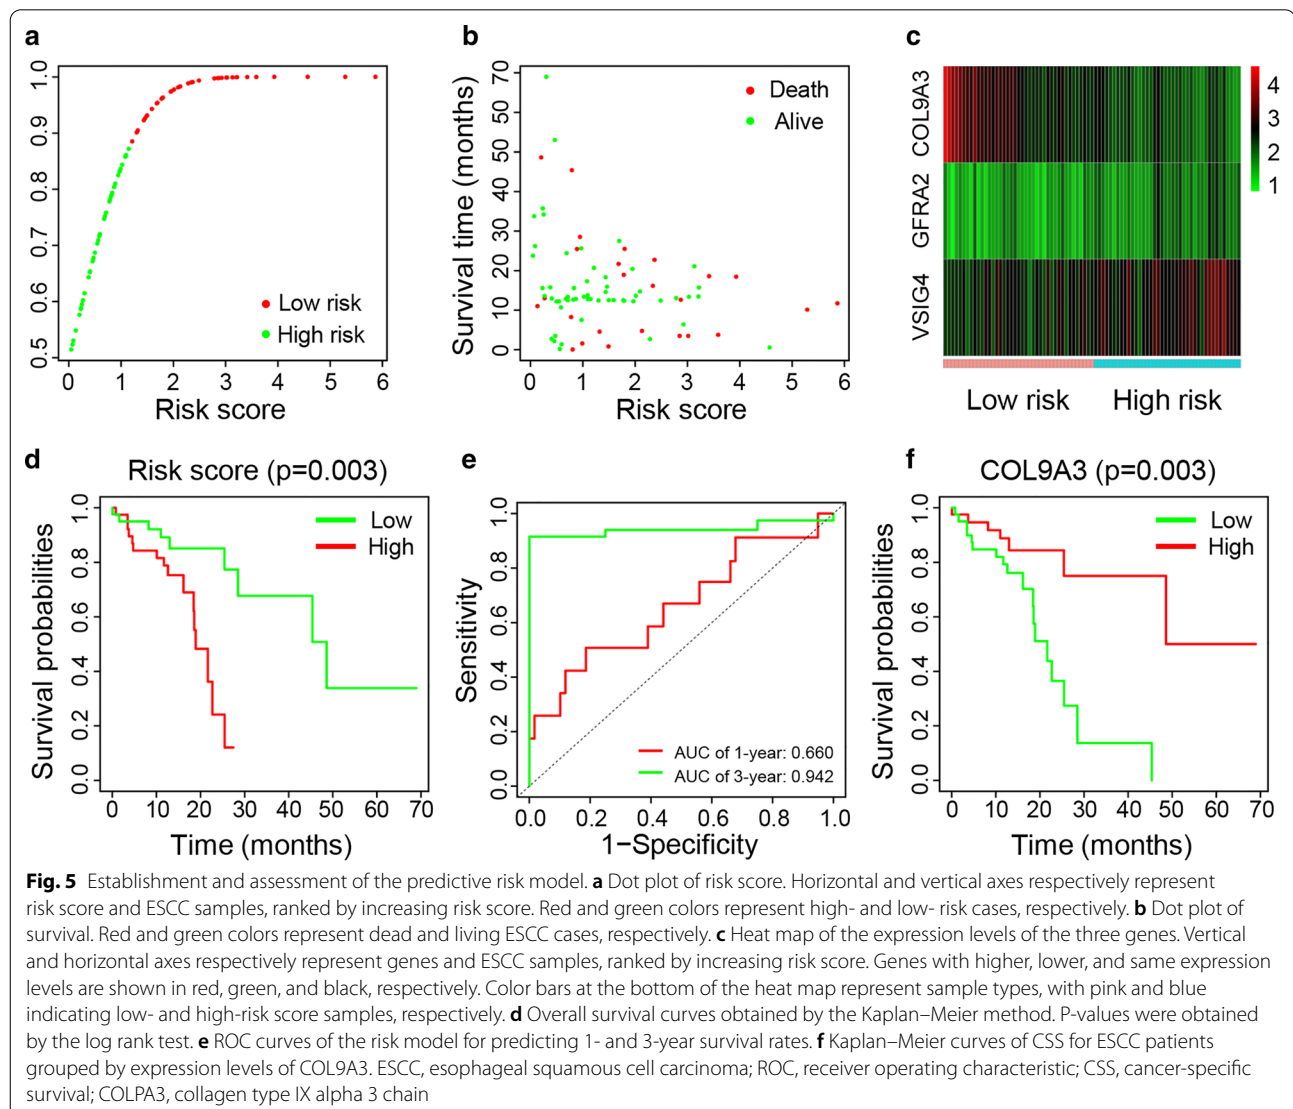 a
1.0
0.9
0.8
0.7
0.6
0.5
Low risk
High risk
0 1 2 3 4 5 6
Risk score
b
Survival time (months)
70
60
50
40
30
20
10
0
Death
Alive
0 1 2 3 4 5 6
Risk score
c
COL9A3
GFRA2
VSIG4
4
3
2
1
Low risk High risk
d
Risk score (p=0.003)
Survival probabilities
1.0
0.8
0.6
0.4
0.2
0.0
Low
High
0 10 20 30 40 50 60 70
Time (months)
e
Sensitivity
1.0
0.8
0.6
0.4
0.2
0.0
AUC of 1-year: 0.660
AUC of 3-year: 0.942
0.0 0.2 0.4 0.6 0.8 1.0
1−Specificity
f
COL9A3 (p=0.003)
Survival probabilities
1.0
0.8
0.6
0.4
0.2
0.0
Low
High
0 10 20 30 40 50 60 70
Time (months)
Fig. 5 Establishment and assessment of the predictive risk model. a Dot plot of risk score. Horizontal and vertical axes respectively represent
risk score and ESCC samples, ranked by increasing risk score. Red and green colors represent high- and low- risk cases, respectively. b Dot plot of
survival. Red and green colors represent dead and living ESCC cases, respectively. c Heat map of the expression levels of the three genes. Vertical
and horizontal axes respectively represent genes and ESCC samples, ranked by increasing risk score. Genes with higher, lower, and same expression
levels are shown in red, green, and black, respectively. Color bars at the bottom of the heat map represent sample types, with pink and blue
indicating low- and high-risk score samples, respectively. d Overall survival curves obtained by the Kaplan–Meier method. P-values were obtained
by the log rank test. e ROC curves of the risk model for predicting 1- and 3-year survival rates. f Kaplan–Meier curves of CSS for ESCC patients
grouped by expression levels of COL9A3. ESCC, esophageal squamous cell carcinoma; ROC, receiver operating characteristic; CSS, cancer-specific
survival; COLPA3, collagen type IX alpha 3 chain